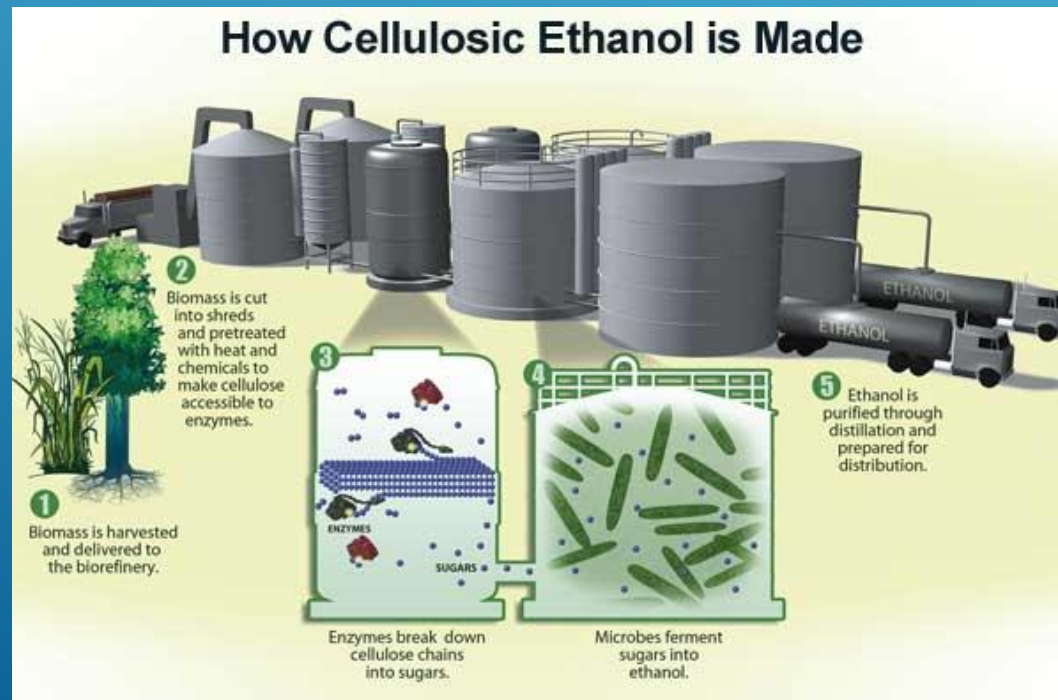 How Cellulosic Ethanol is Made
1
Biomass is harvested
and delivered to
the biorefinery.
2
Biomass is cut
into shreds
and pretreated
with heat and
chemicals to
make cellulose
accessible to
enzymes.
3
ENZYMES
SUGARS
Enzymes break down
cellulose chains
into sugars.
4
Microbes ferment
sugars into
ethanol.
ETHANOL
ETHANOL
5
Ethanol is
purified through
distillation and
prepared for
distribution.